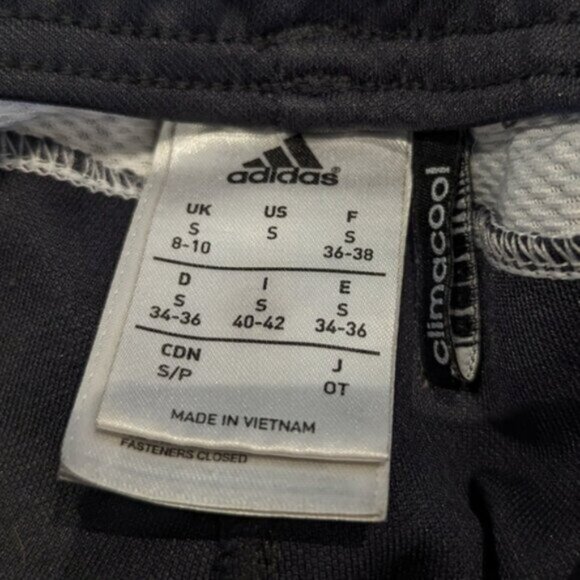 adidas
UK US F
S S S
8-10 36-38
D I E
S S S
34-36 40-42 34-36
CDN J
S/P OT
MADE IN VIETNAM
FASTENERS CLOSED
climacool